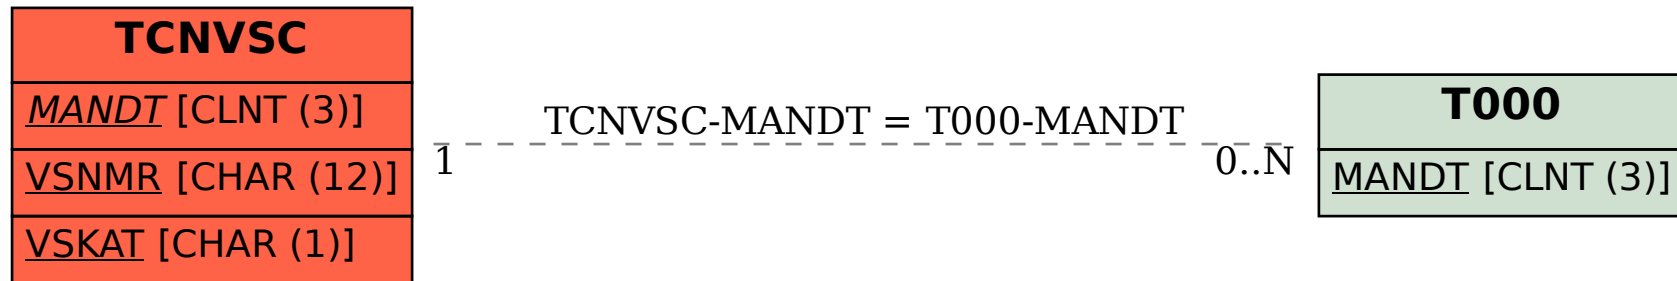 TCNVSC
MANDT [CLNT (3)]
VSNMR [CHAR (12)]
VSKAT [CHAR (1)]
TCNVSC-MANDT = T000-MANDT
1
0..N
T000
MANDT [CLNT (3)]